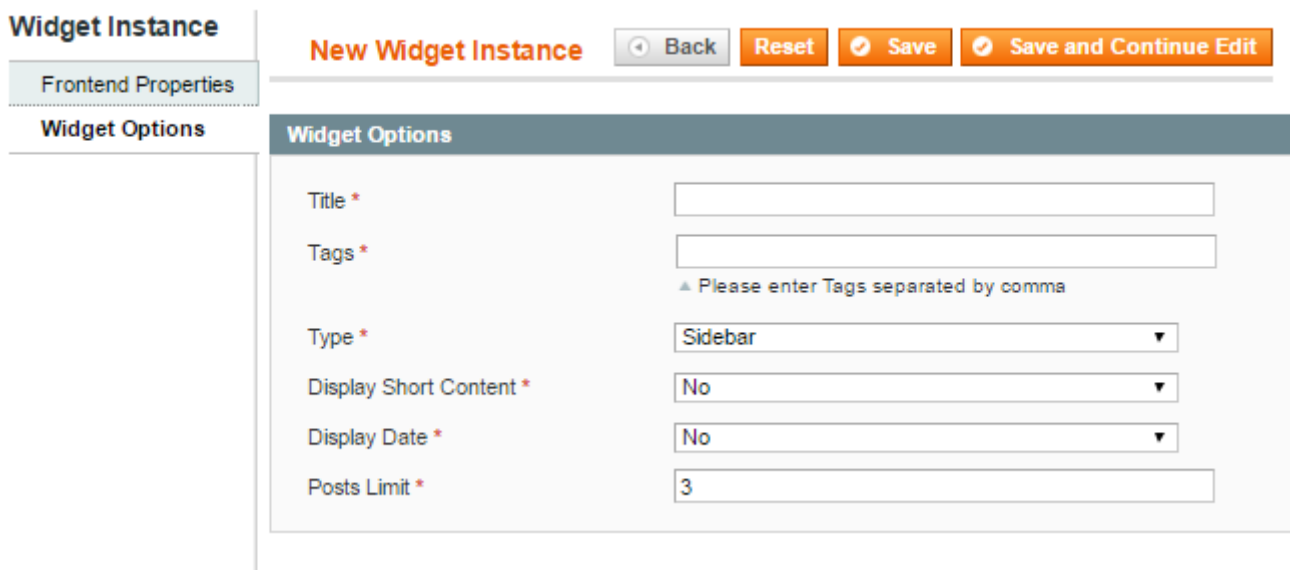 Widget Instance
Frontend Properties
Widget Options
New Widget Instance Back Reset Save Save and Continue Edit
Widget Options
Title *
Tags *
Please enter Tags separated by comma
Type * Sidebar
Display Short Content * No
Display Date * No
Posts Limit * 3